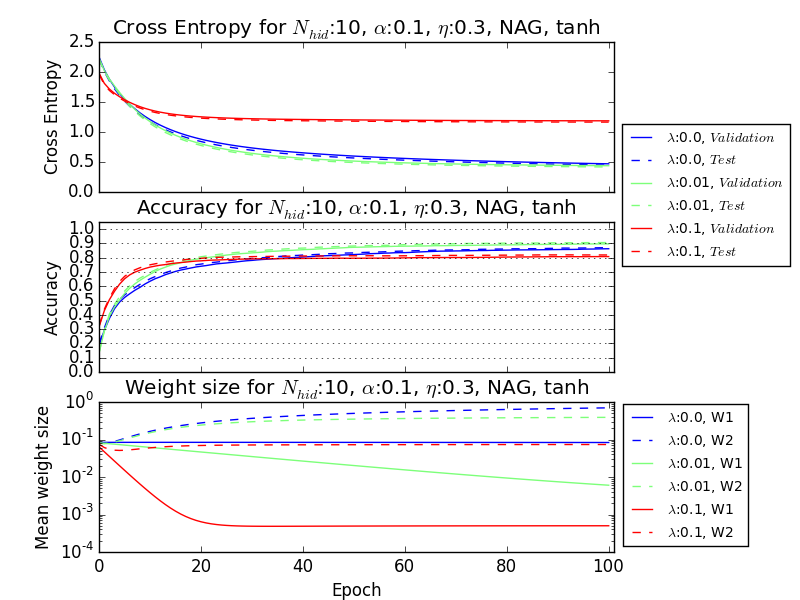 Cross Entropy for N_hid:10, α:0.1, η:0.3, NAG, tanh
2.5
2.0
1.5
1.0
0.5
0.0
Cross Entropy
λ:0.0, Validation
λ:0.0, Test
λ:0.01, Validation
λ:0.01, Test
λ:0.1, Validation
λ:0.1, Test
Accuracy for N_hid:10, α:0.1, η:0.3, NAG, tanh
1.0
0.9
0.8
0.7
0.6
0.5
0.4
0.3
0.2
0.1
0.0
Accuracy
Weight size for N_hid:10, α:0.1, η:0.3, NAG, tanh
10^0
10^-1
10^-2
10^-3
10^-4
Mean weight size
λ:0.0, W1
λ:0.0, W2
λ:0.01, W1
λ:0.01, W2
λ:0.1, W1
λ:0.1, W2
0 20 40 60 80 100
Epoch